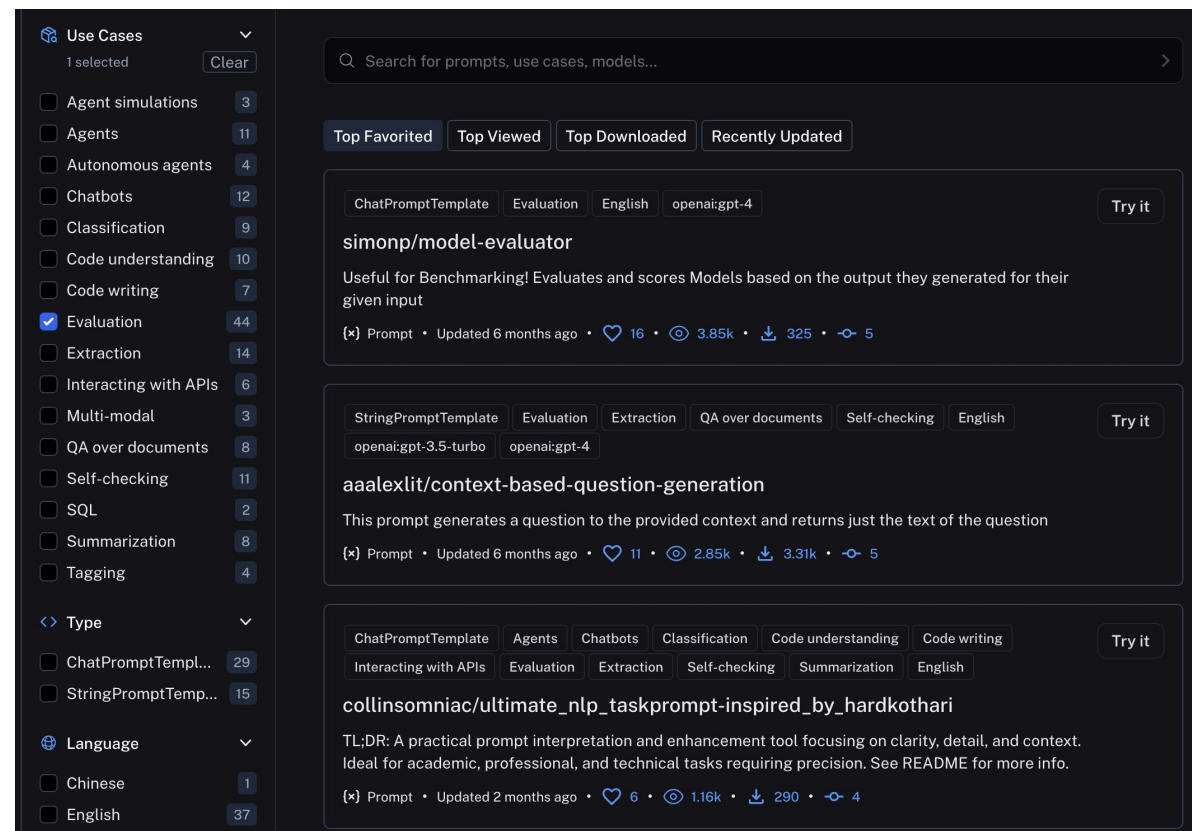 Use Cases
1 selected
Clear
Agent simulations 3
Agents 11
Autonomous agents 4
Chatbots 12
Classification 9
Code understanding 10
Code writing 7
Evaluation 44
Extraction 14
Interacting with APIs 6
Multi-modal 3
QA over documents 8
Self-checking 11
SQL 2
Summarization 8
Tagging 4
Type
ChatPromptTempl... 29
StringPromptTemp... 15
Language
Chinese 1
English 37
Search for prompts, use cases, models...
Top Favorited Top Viewed Top Downloaded Recently Updated
ChatPromptTemplate Evaluation English openai:gpt-4
Try it
simonp/model-evaluator
Useful for Benchmarking! Evaluates and scores Models based on the output they generated for their
given input
{x} Prompt • Updated 6 months ago • 16 • 3.85k • 325 • 5
StringPromptTemplate Evaluation Extraction QA over documents Self-checking English
Try it
openai:gpt-3.5-turbo openai:gpt-4
aaalexlit/context-based-question-generation
This prompt generates a question to the provided context and returns just the text of the question
{x} Prompt • Updated 6 months ago • 11 • 2.85k • 3.31k • 5
ChatPromptTemplate Agents Chatbots Classification Code understanding Code writing
Try it
Interacting with APIs Evaluation Extraction Self-checking Summarization English
collinsomniac/ultimate_nlp_taskprompt-inspired_by_hardkothari
TL;DR: A practical prompt interpretation and enhancement tool focusing on clarity, detail, and context.
Ideal for academic, professional, and technical tasks requiring precision. See README for more info.
{x} Prompt • Updated 2 months ago • 6 • 1.16k • 290 • 4